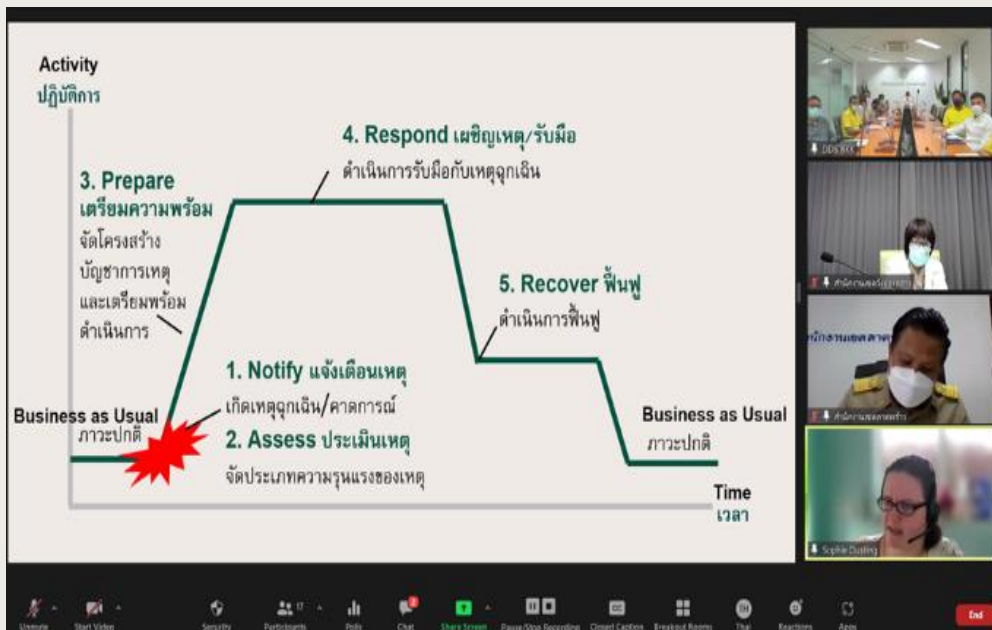 Activity
ปฏิบัติการ
4. Respond เผชิญเหตุ/รับมือ
ดำเนินการรับมือกับเหตุฉุกเฉิน
3. Prepare
เตรียมความพร้อม
จัดโครงสร้าง
บัญชาการเหตุ
และเตรียมพร้อม
ดำเนินการ
5. Recover ฟื้นฟู
ดำเนินการฟื้นฟู
1. Notify แจ้งเตือนเหตุ
เกิดเหตุฉุกเฉิน/คาดการณ์
2. Assess ประเมินเหตุ
จัดประเภทความรุนแรงของเหตุ
Business as Usual
ภาวะปกติ
Business as Usual
ภาวะปกติ
Time
เวลา
Sophie Dusting
Unmute
Start Video
Security
Participants
17
Polls
Chat
2
Share Screen
Pause/Stop Recording
Closed Caption
Breakout Rooms
TH
Thai
Reactions
Apps
End